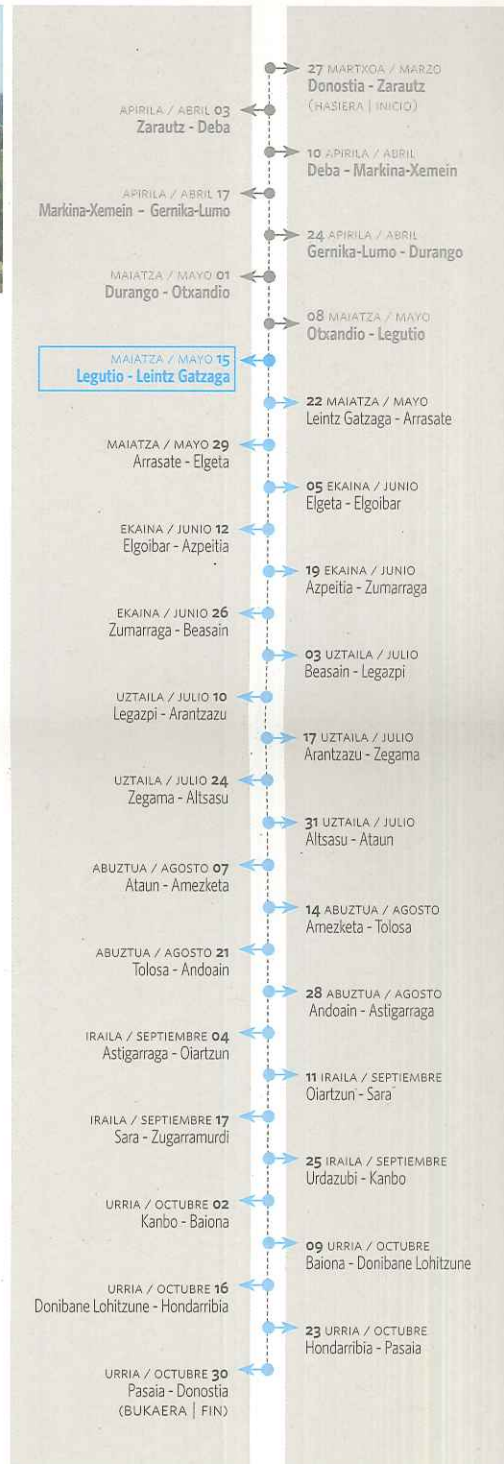 27 MARTXOA / MARZO
Donostia - Zarautz
(HASIERA | INICIO)
APIRILA / ABRIL 03
Zarautz - Deba
10 APIRILA / ABRIL
Deba - Markina-Xemein
APIRILA / ABRIL 17
Markina-Xemein - Gernika-Lumo
24 APIRILA / ABRIL
Gernika-Lumo - Durango
MAIATZA / MAYO 01
Durango - Otxandio
08 MAIATZA / MAYO
Otxandio - Legutio
MAIATZA / MAYO 15
Legutio - Leintz Gatzaga
22 MAIATZA / MAYO
Leintz Gatzaga - Arrasate
MAIATZA / MAYO 29
Arrasate - Elgeta
05 EKAINA / JUNIO
Elgeta - Elgoibar
EKAINA / JUNIO 12
Elgoibar - Azpeitia
19 EKAINA / JUNIO
Azpeitia - Zumarraga
EKAINA / JUNIO 26
Zumarraga - Beasain
03 UZTAILA / JULIO
Beasain - Legazpi
UZTAILA / JULIO 10
Legazpi - Arantzazu
17 UZTAILA / JULIO
Arantzazu - Zegama
UZTAILA / JULIO 24
Zegama - Altsasu
31 UZTAILA / JULIO
Altsasu - Ataun
ABUZTUA / AGOSTO 07
Ataun - Amezketa
14 ABUZTUA / AGOSTO
Amezketa - Tolosa
ABUZTUA / AGOSTO 21
Tolosa - Andoain
28 ABUZTUA / AGOSTO
Andoain - Astigarraga
IRAILA / SEPTIEMBRE 04
Astigarraga - Oiartzun
11 IRAILA / SEPTIEMBRE
Oiartzun - Sara
IRAILA / SEPTIEMBRE 17
Sara - Zugarramurdi
25 IRAILA / SEPTIEMBRE
Urdazubi - Kanbo
URRIA / OCTUBRE 02
Kanbo - Baiona
09 URRIA / OCTUBRE
Baiona - Donibane Lohitzune
URRIA / OCTUBRE 16
Donibane Lohitzune - Hondarribia
23 URRIA / OCTUBRE
Hondarribia - Pasaia
URRIA / OCTUBRE 30
Pasaia - Donostia
(BUKAERA | FIN)